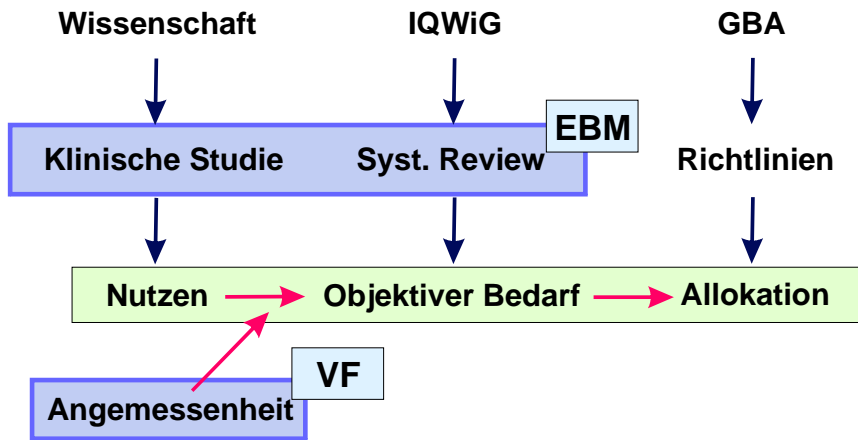 Wissenschaft IQWiG GBA
EBM
Klinische Studie Syst. Review Richtlinien
Nutzen Objektiver Bedarf Allokation
VF
Angemessenheit